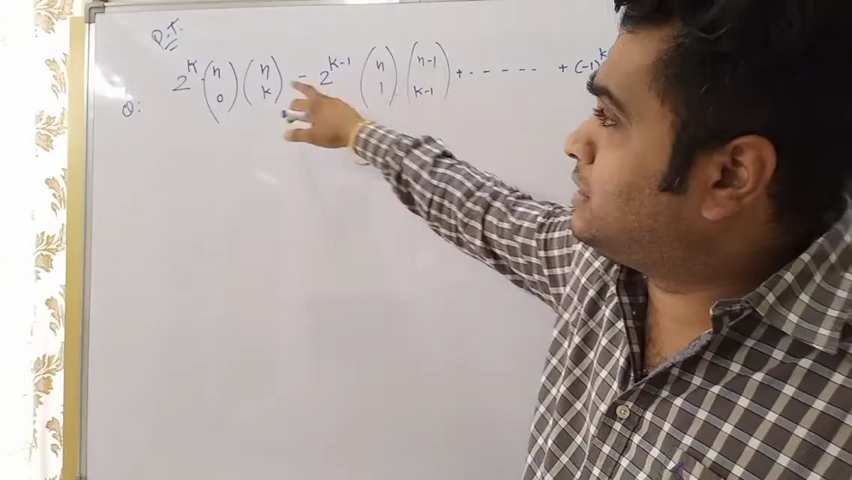 P.T.
Q: 2^k (n 0) (n k) - 2^(k-1) (n 1) (n-1 k-1) + - - - - - - + (-1)^k